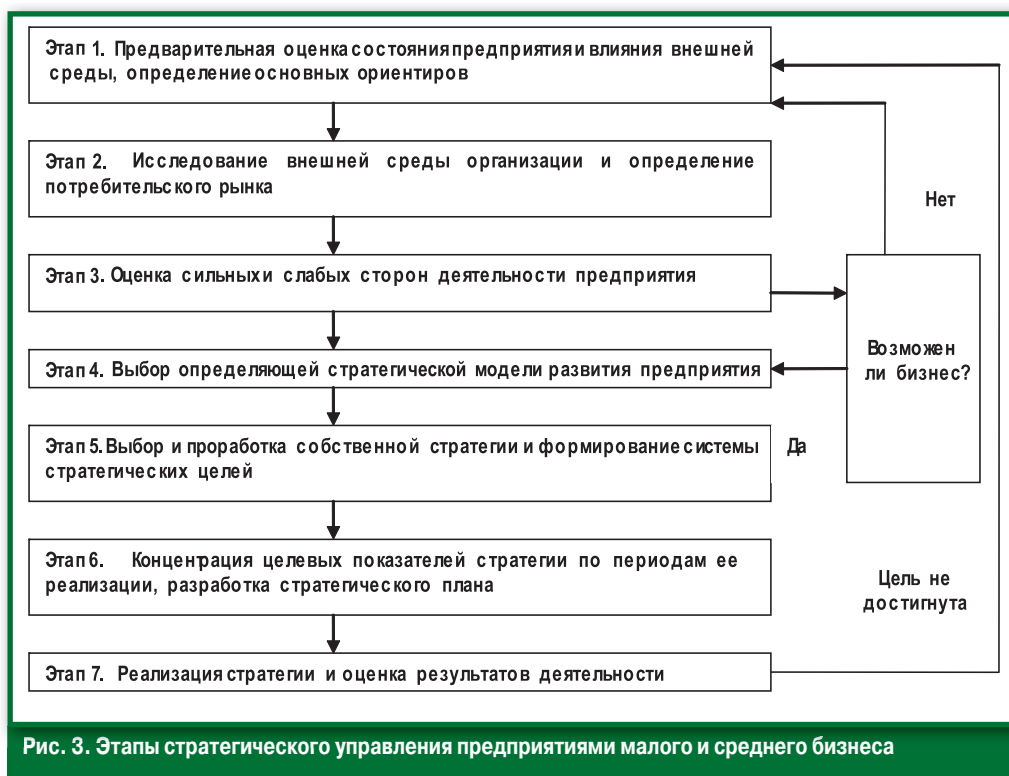 Этап 1. Предварительная оценка состояния предприятия и влияния внешней
среды, определение основных ориентиров
Этап 2. Исследование внешней среды организации и определение
потребительского рынка
Нет
Этап 3. Оценка сильных и слабых сторон деятельности предприятия
Возможен
ли бизнес?
Этап 4. Выбор определяющей стратегической модели развития предприятия
Этап 5. Выбор и проработка собственной стратегии и формирование системы
стратегических целей
Да
Этап 6. Концентрация целевых показателей стратегии по периодам ее
реализации, разработка стратегического плана
Цель не
достигнута
Этап 7. Реализация стратегии и оценка результатов деятельности
Рис. 3. Этапы стратегического управления предприятиями малого и среднего бизнеса